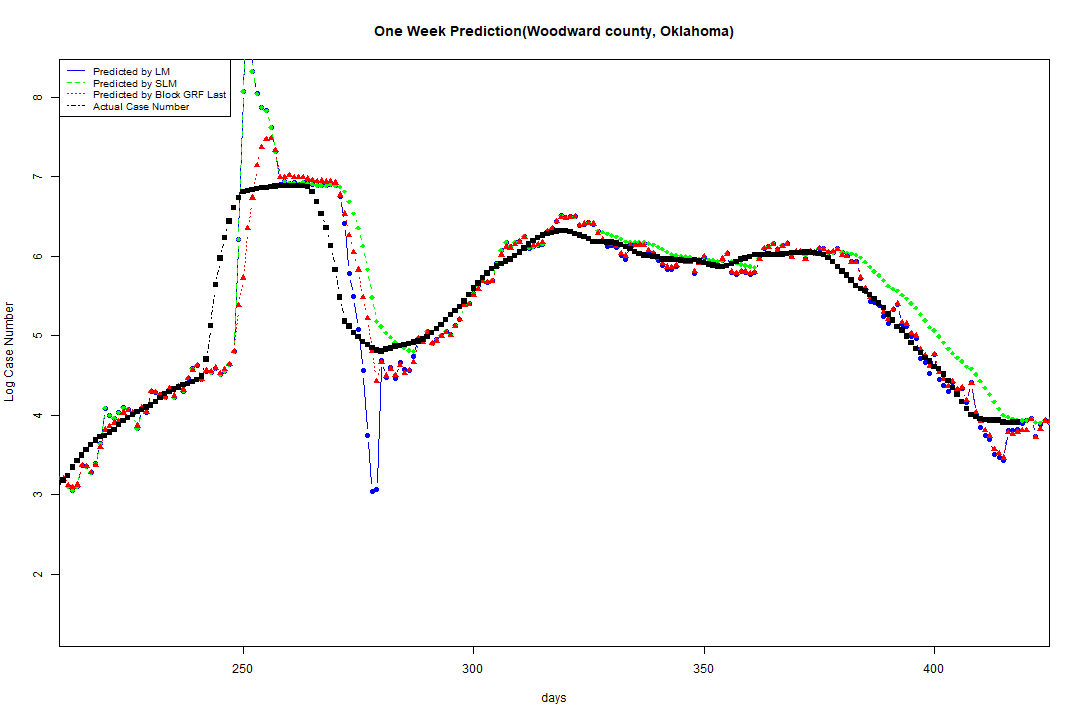 One Week Prediction(Woodward county, Oklahoma)
Predicted by LM
Predicted by SLM
Predicted by Block GRF Last
Actual Case Number
Log Case Number
8
7
6
5
4
3
2
250 300 350 400
days